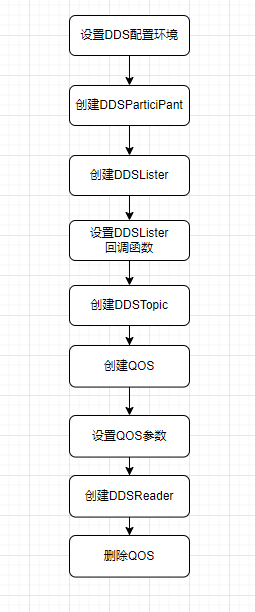 设置DDS配置环境
创建DDSParticiPant
创建DDSLister
设置DDSLister
回调函数
创建DDSTopic
创建QOS
设置QOS参数
创建DDSReader
删除QOS